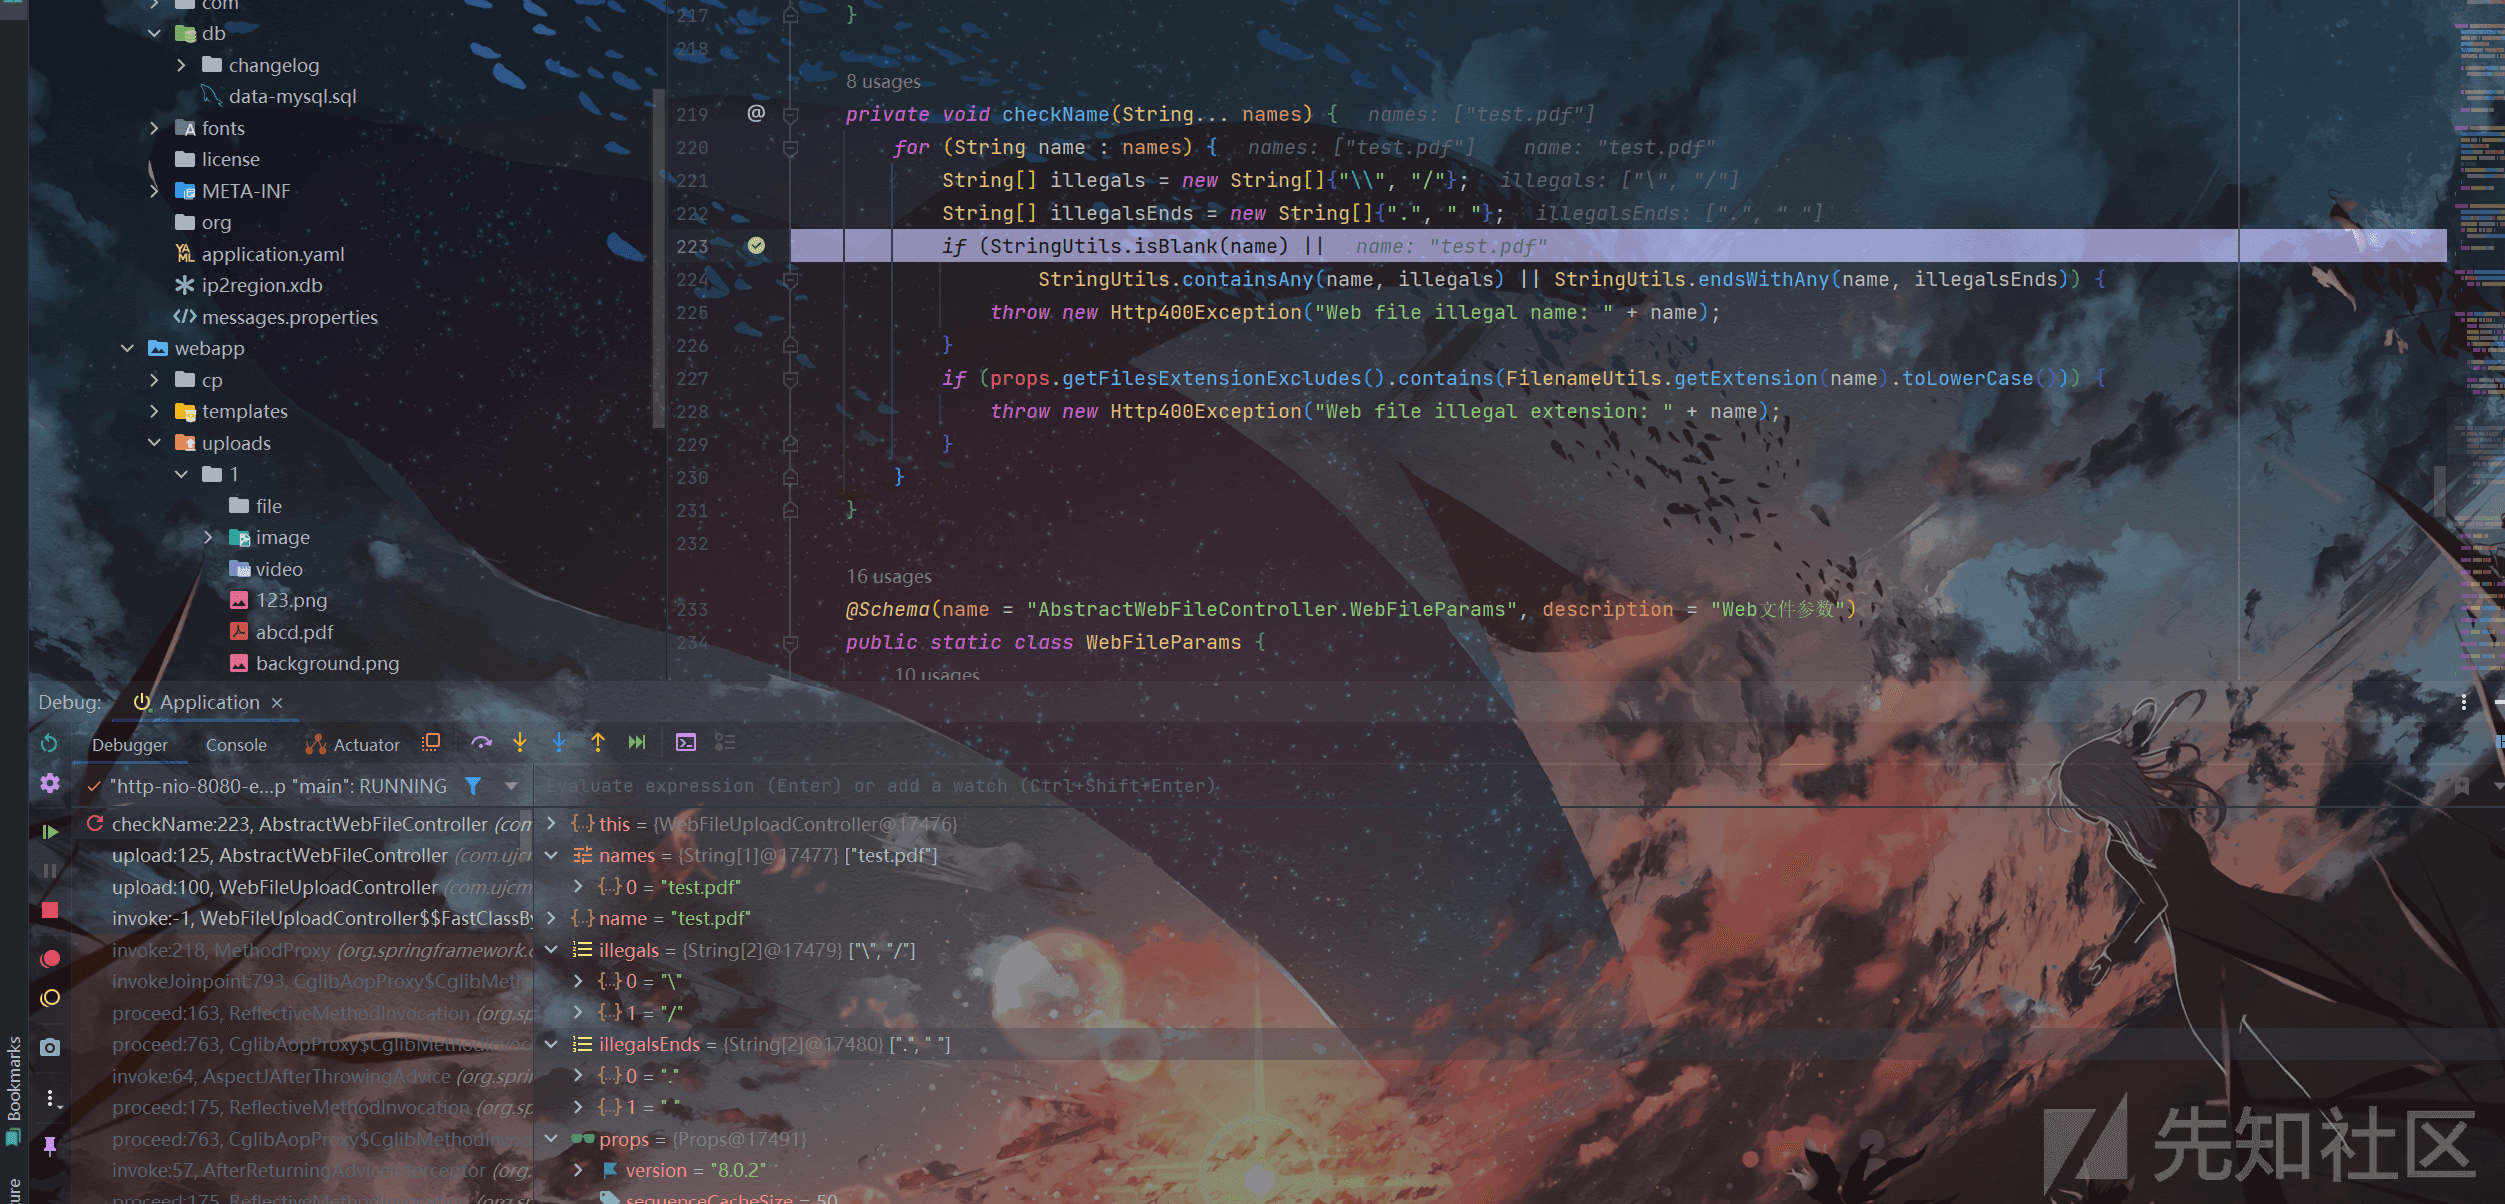 com
db
changelog
data-mysql.sql
fonts
license
META-INF
org
application.yaml
ip2region.xdb
messages.properties
webapp
cp
templates
uploads
1
file
image
video
123.png
abcd.pdf
background.png
217 }
218
8 usages
219 @ private void checkName(String... names) { names: ["test.pdf"]
220 for (String name : names) { names: ["test.pdf"] name: "test.pdf"
221 String[] illegals = new String[]{"\\", "/"}; illegals: ["\", "/"]
222 String[] illegalsEnds = new String[]{".", " "}; illegalsEnds: [".", " "]
223 if (StringUtils.isBlank(name) || name: "test.pdf"
224 StringUtils.containsAny(name, illegals) || StringUtils.endsWithAny(name, illegalsEnds)) {
225 throw new Http400Exception("Web file illegal name: " + name);
226 }
227 if (props.getFilesExtensionExcludes().contains(FilenameUtils.getExtension(name).toLowerCase())) {
228 throw new Http400Exception("Web file illegal extension: " + name);
229 }
230 }
231 }
232
16 usages
233 @Schema(name = "AbstractWebFileController.WebFileParams", description = "Web文件参数")
234 public static class WebFileParams {
10 usages
Debug: Application ×
Debugger Console Actuator
"http-nio-8080-e...p "main": RUNNING
Evaluate expression (Enter) or add a watch (Ctrl+Shift+Enter)
checkName:223, AbstractWebFileController (com
upload:125, AbstractWebFileController (com.ujcr
upload:100, WebFileUploadController (com.ujcm
invoke:-1, WebFileUploadController$$FastClassBy
invoke:218, MethodProxy (org.springframework.c
invokeJoinpoint:793, CglibAopProxy$CglibMeth
proceed:163, ReflectiveMethodInvocation (org.sp
proceed:763, CglibAopProxy$CglibMethodInvoc
invoke:64, AspectJAfterThrowingAdvice (org.sprin
proceed:175, ReflectiveMethodInvocation (org.sp
proceed:763, CglibAopProxy$CglibMethodInvoc
invoke:57, AfterReturningAdviceInterceptor (org.
proceed:175, ReflectiveMethodInvocation (org.sp
this = {WebFileUploadController@17476}
names = {String[1]@17477} ["test.pdf"]
0 = "test.pdf"
name = "test.pdf"
illegals = {String[2]@17479} ["\", "/"]
0 = "\"
1 = "/"
illegalsEnds = {String[2]@17480} [".", " "]
0 = "."
1 = " "
props = {Props@17491}
version = "8.0.2"
sequenceCacheSize = 50
Bookmarks
先知社区